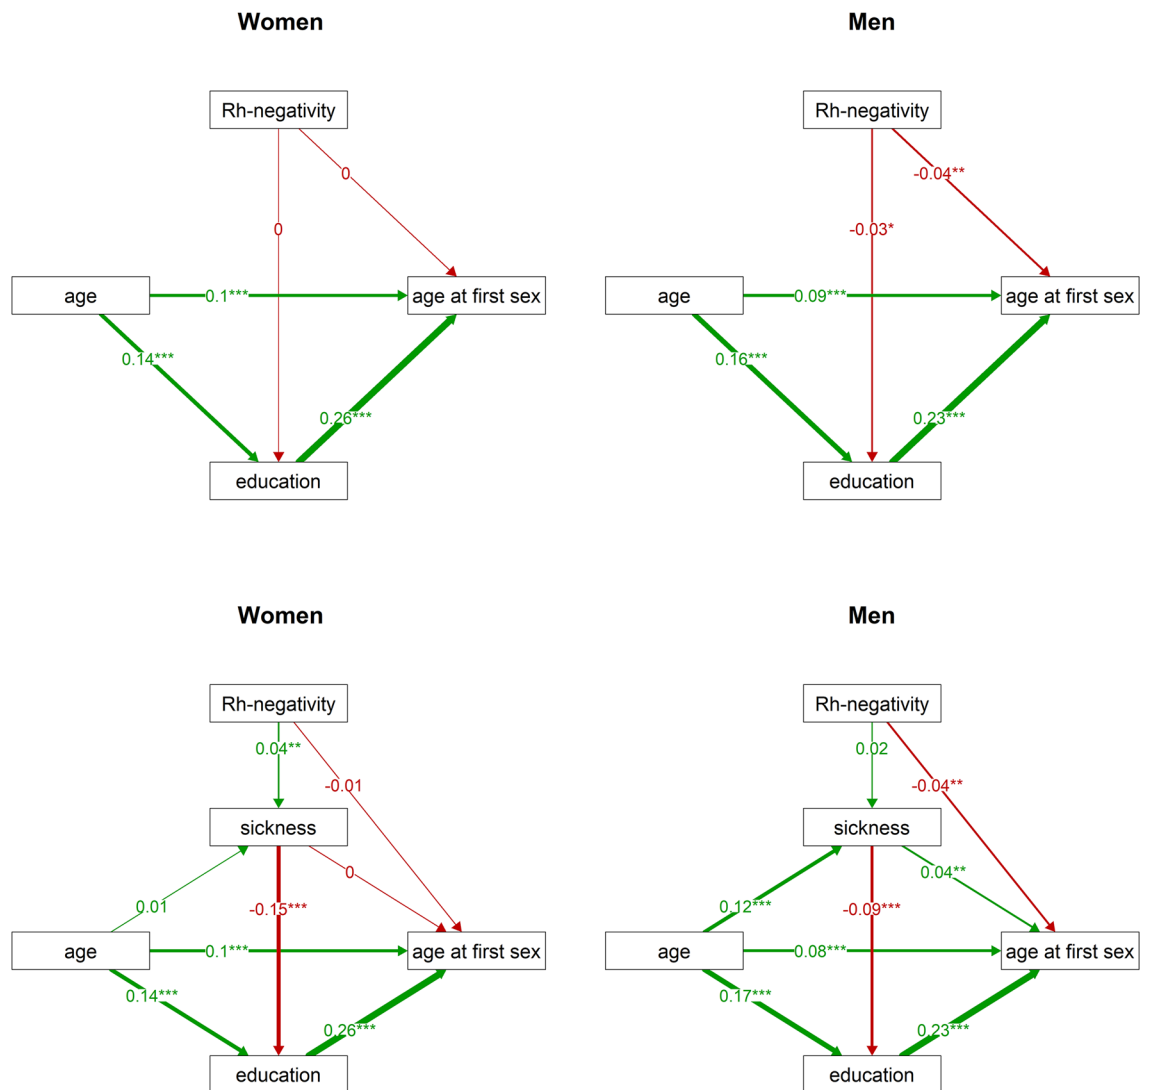 Women
Men
Rh-negativity
Rh-negativity
0
-0.04**
0
-0.03*
age
0.1***
age at first sex
age
0.09***
age at first sex
0.14***
0.16***
0.26***
0.23***
education
education
Women
Men
Rh-negativity
Rh-negativity
0.04**
0.02
-0.01
-0.04**
sickness
sickness
0
0.04**
0.01
-0.15***
0.12***
-0.09***
age
0.1***
age at first sex
age
0.08***
age at first sex
0.14***
0.17***
0.26***
0.23***
education
education